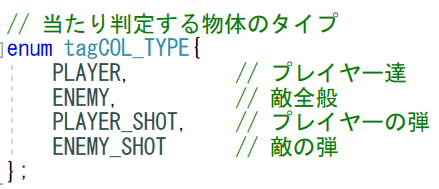 // 当たり判定する物体のタイプ
enum tagCOL_TYPE{
    PLAYER,        // プレイヤー達
    ENEMY,         // 敵全般
    PLAYER_SHOT,   // プレイヤーの弾
    ENEMY_SHOT     // 敵の弾
};